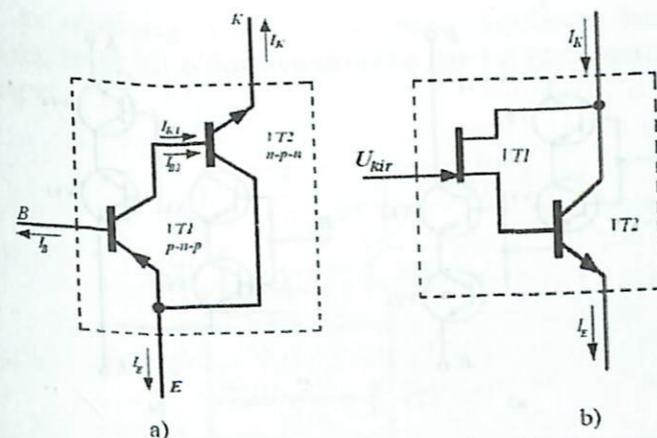 K
I_K
I_K1
I_B2
VT2
n-p-n
B
I_B
VT1
p-n-p
I_E
E
a)
I_K
U_kir
VT1
VT2
I_E
b)